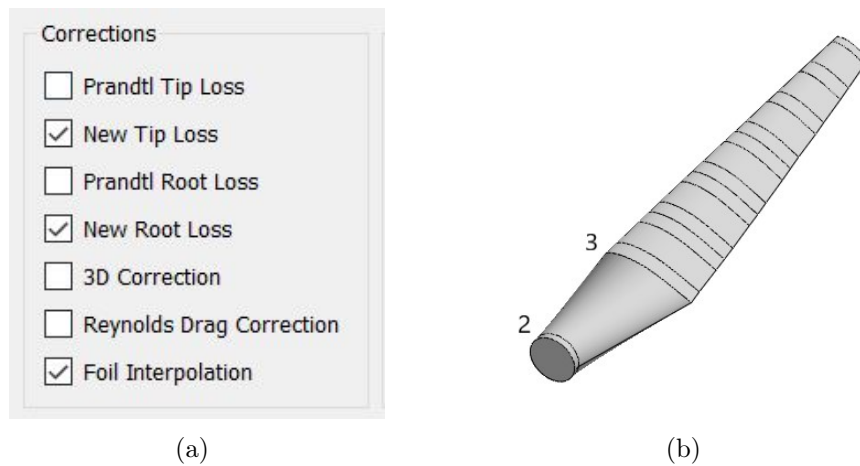 Corrections
Prandtl Tip Loss
New Tip Loss
Prandtl Root Loss
New Root Loss
3D Correction
Reynolds Drag Correction
Foil Interpolation
3
2
(a)
(b)